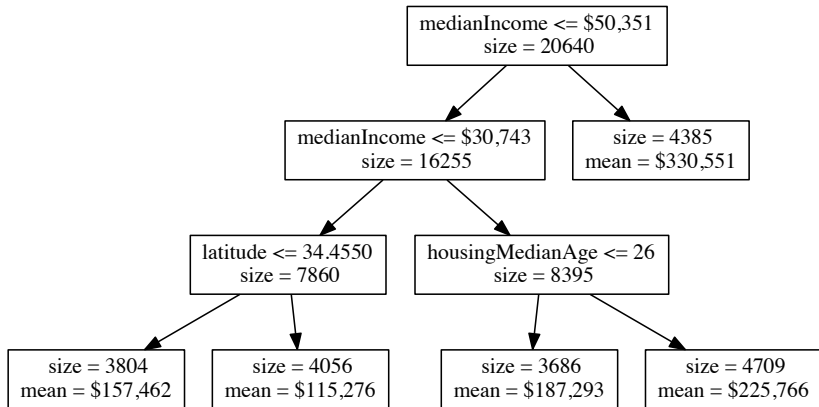 medianIncome <= $50,351
size = 20640
medianIncome <= $30,743
size = 16255
size = 4385
mean = $330,551
latitude <= 34.4550
size = 7860
housingMedianAge <= 26
size = 8395
size = 3804
mean = $157,462
size = 4056
mean = $115,276
size = 3686
mean = $187,293
size = 4709
mean = $225,766